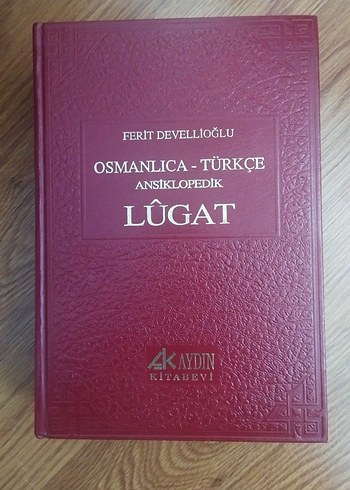 FERİT DEVELLİOĞLU
OSMANLICA - TÜRKÇE
ANSİKLOPEDİK
LÛGAT
AK AYDIN
KİTABEVİ